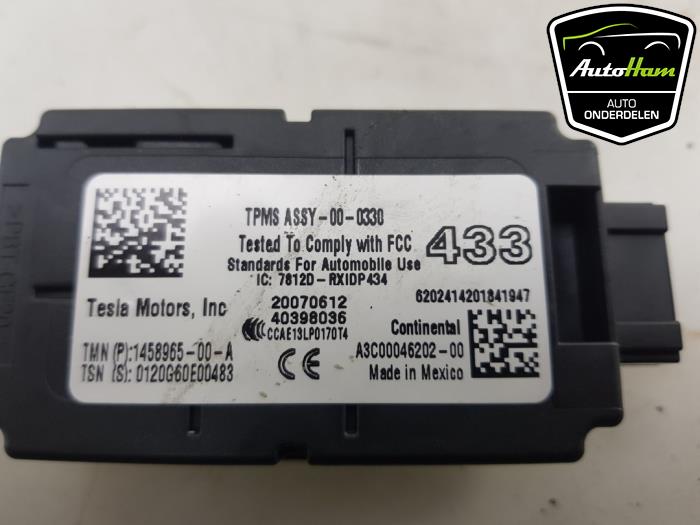 AutoHam
AUTO
ONDERDELEN
TPMS ASSY-00-0330
Tested To Comply with FCC
Standards For Automobile Use
IC: 7812D-RXIDP434
433
Tesla Motors, Inc
20070612
40398036
CCAE13LP0170T4
6202414201841947
Continental
TMN (P):1458965-00-A
TSN (S): 0120G60E00483
CE
A3C00046202-00
Made in Mexico